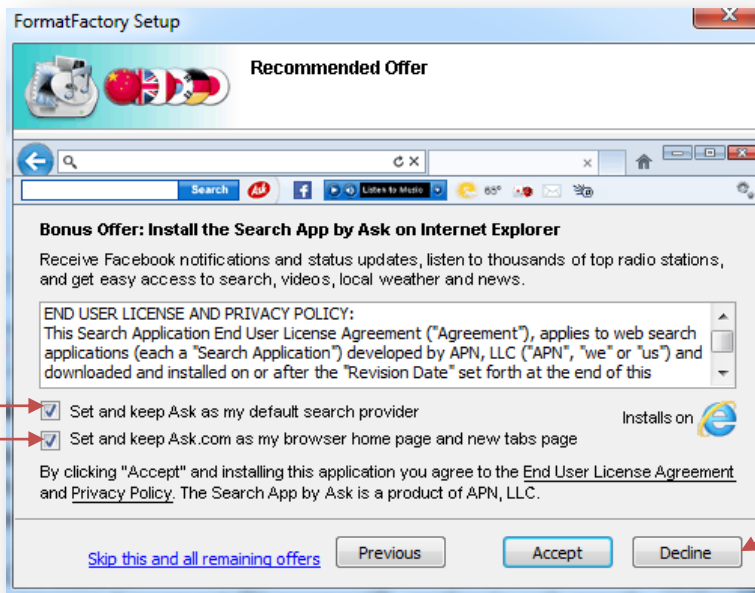 FormatFactory Setup
Recommended Offer
Search
Ask
Listen to Music
65°
Bonus Offer: Install the Search App by Ask on Internet Explorer
Receive Facebook notifications and status updates, listen to thousands of top radio stations,
and get easy access to search, videos, local weather and news.
END USER LICENSE AND PRIVACY POLICY:
This Search Application End User License Agreement ("Agreement"), applies to web search
applications (each a "Search Application") developed by APN, LLC ("APN", "we" or "us") and
downloaded and installed on or after the "Revision Date" set forth at the end of this
Set and keep Ask as my default search provider
Installs on
Set and keep Ask.com as my browser home page and new tabs page
By clicking "Accept" and installing this application you agree to the End User License Agreement
and Privacy Policy. The Search App by Ask is a product of APN, LLC.
Skip this and all remaining offers
Previous
Accept
Decline